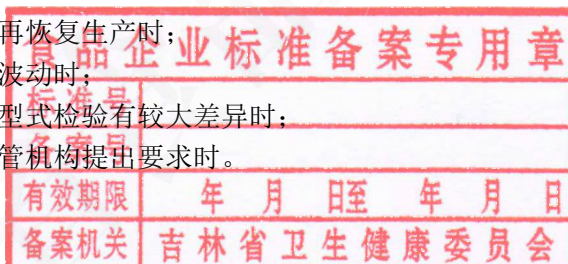 再恢复生产时；
食品企业标准备案专用章
波动时；
标准号
型式检验有较大差异时；
备案号
管机构提出要求时。
有效期限 年 月 日至 年 月 日
备案机关 吉林省卫生健康委员会